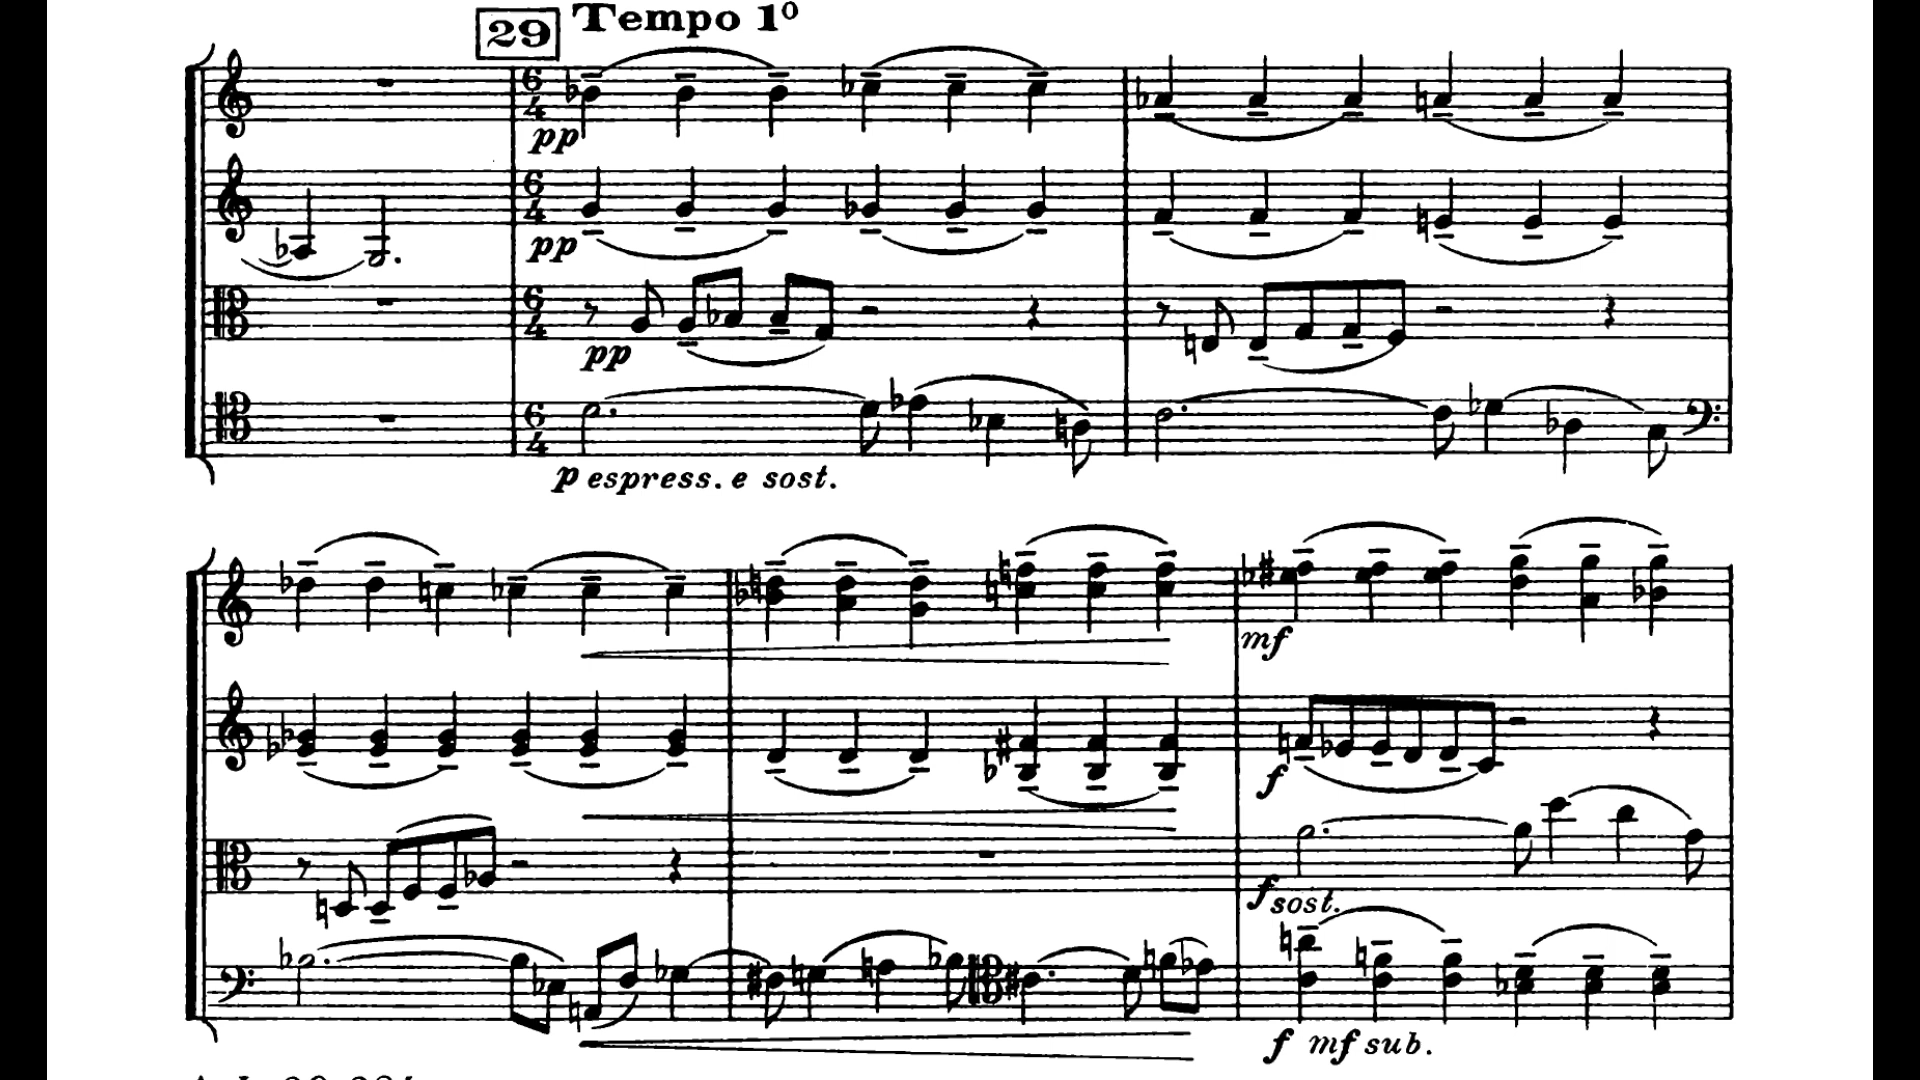 29 Tempo 1º
6 4 pp
6 4 pp
6 4 pp
6 4 p espress. e sost.
mf
f
f sost.
f mf sub.